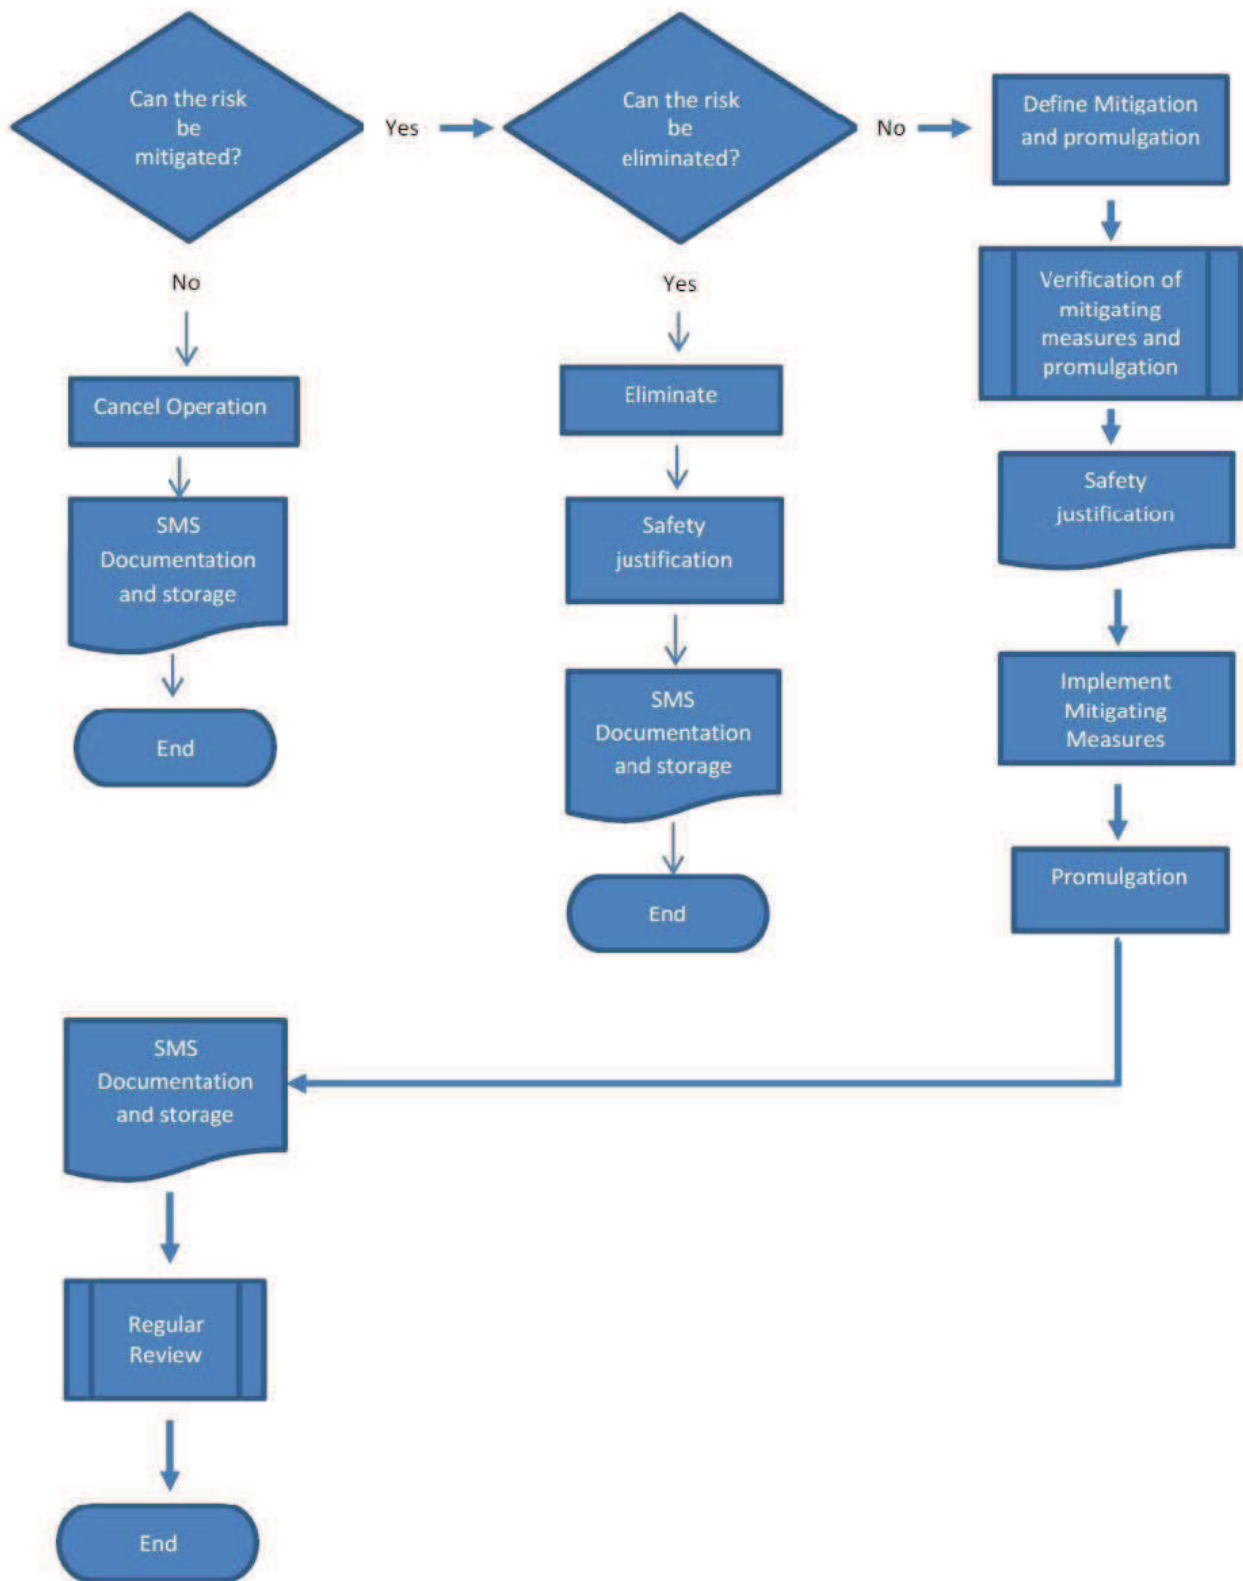 Can the risk
be
mitigated?
Yes
Can the risk
be
eliminated?
No
Define Mitigation
and promulgation
No
Yes
Verification of
mitigating
measures and
promulgation
Cancel Operation
Eliminate
Safety
justification
SMS
Documentation
and storage
Safety
justification
Implement
Mitigating
Measures
End
SMS
Documentation
and storage
Promulgation
End
SMS
Documentation
and storage
Regular
Review
End